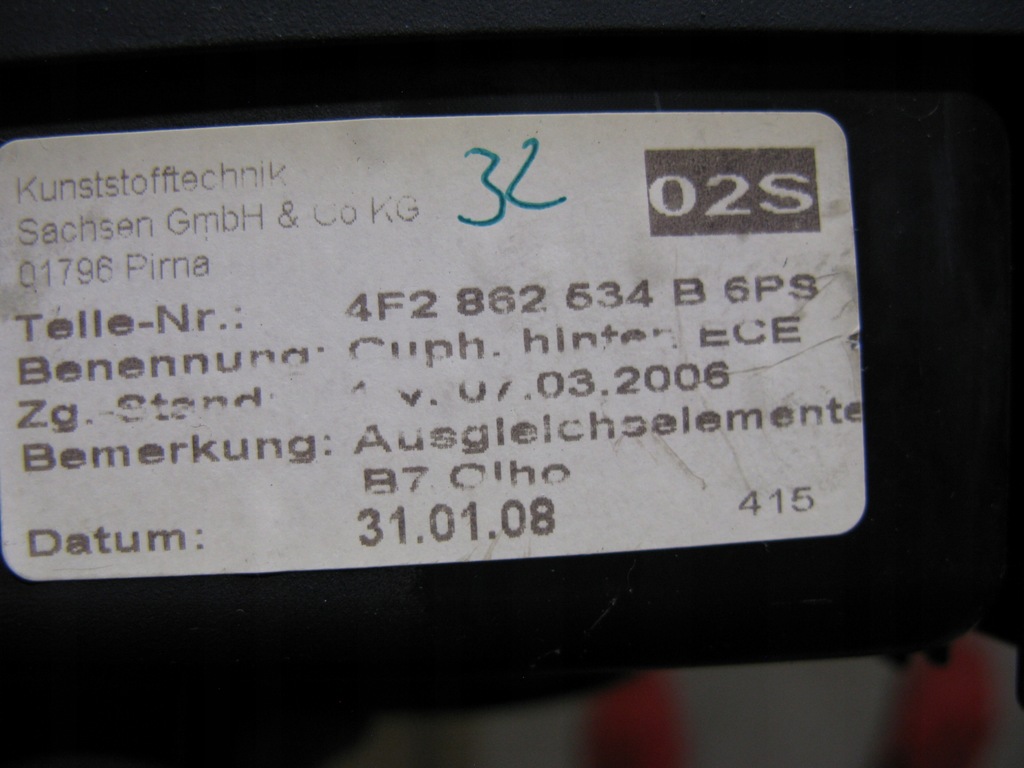 Kunststofftechnik
Sachsen GmbH & Co KG
01796 Pirna
32
02S
Teile-Nr.: 4F2 862 534 B 6PS
Benennung: Cuph. hinten ECE
Zg.-Stand: 1 v. 07.03.2006
Bemerkung: Ausgleichselemente
B7
Datum: 31.01.08
415